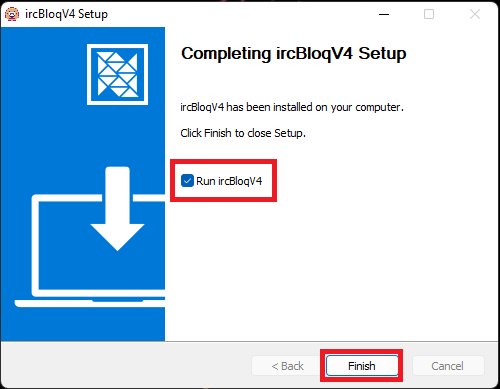 ircBloqV4 Setup
Completing ircBloqV4 Setup
ircBloqV4 has been installed on your computer.
Click Finish to close Setup.
Run ircBloqV4
< Back
Finish
Cancel